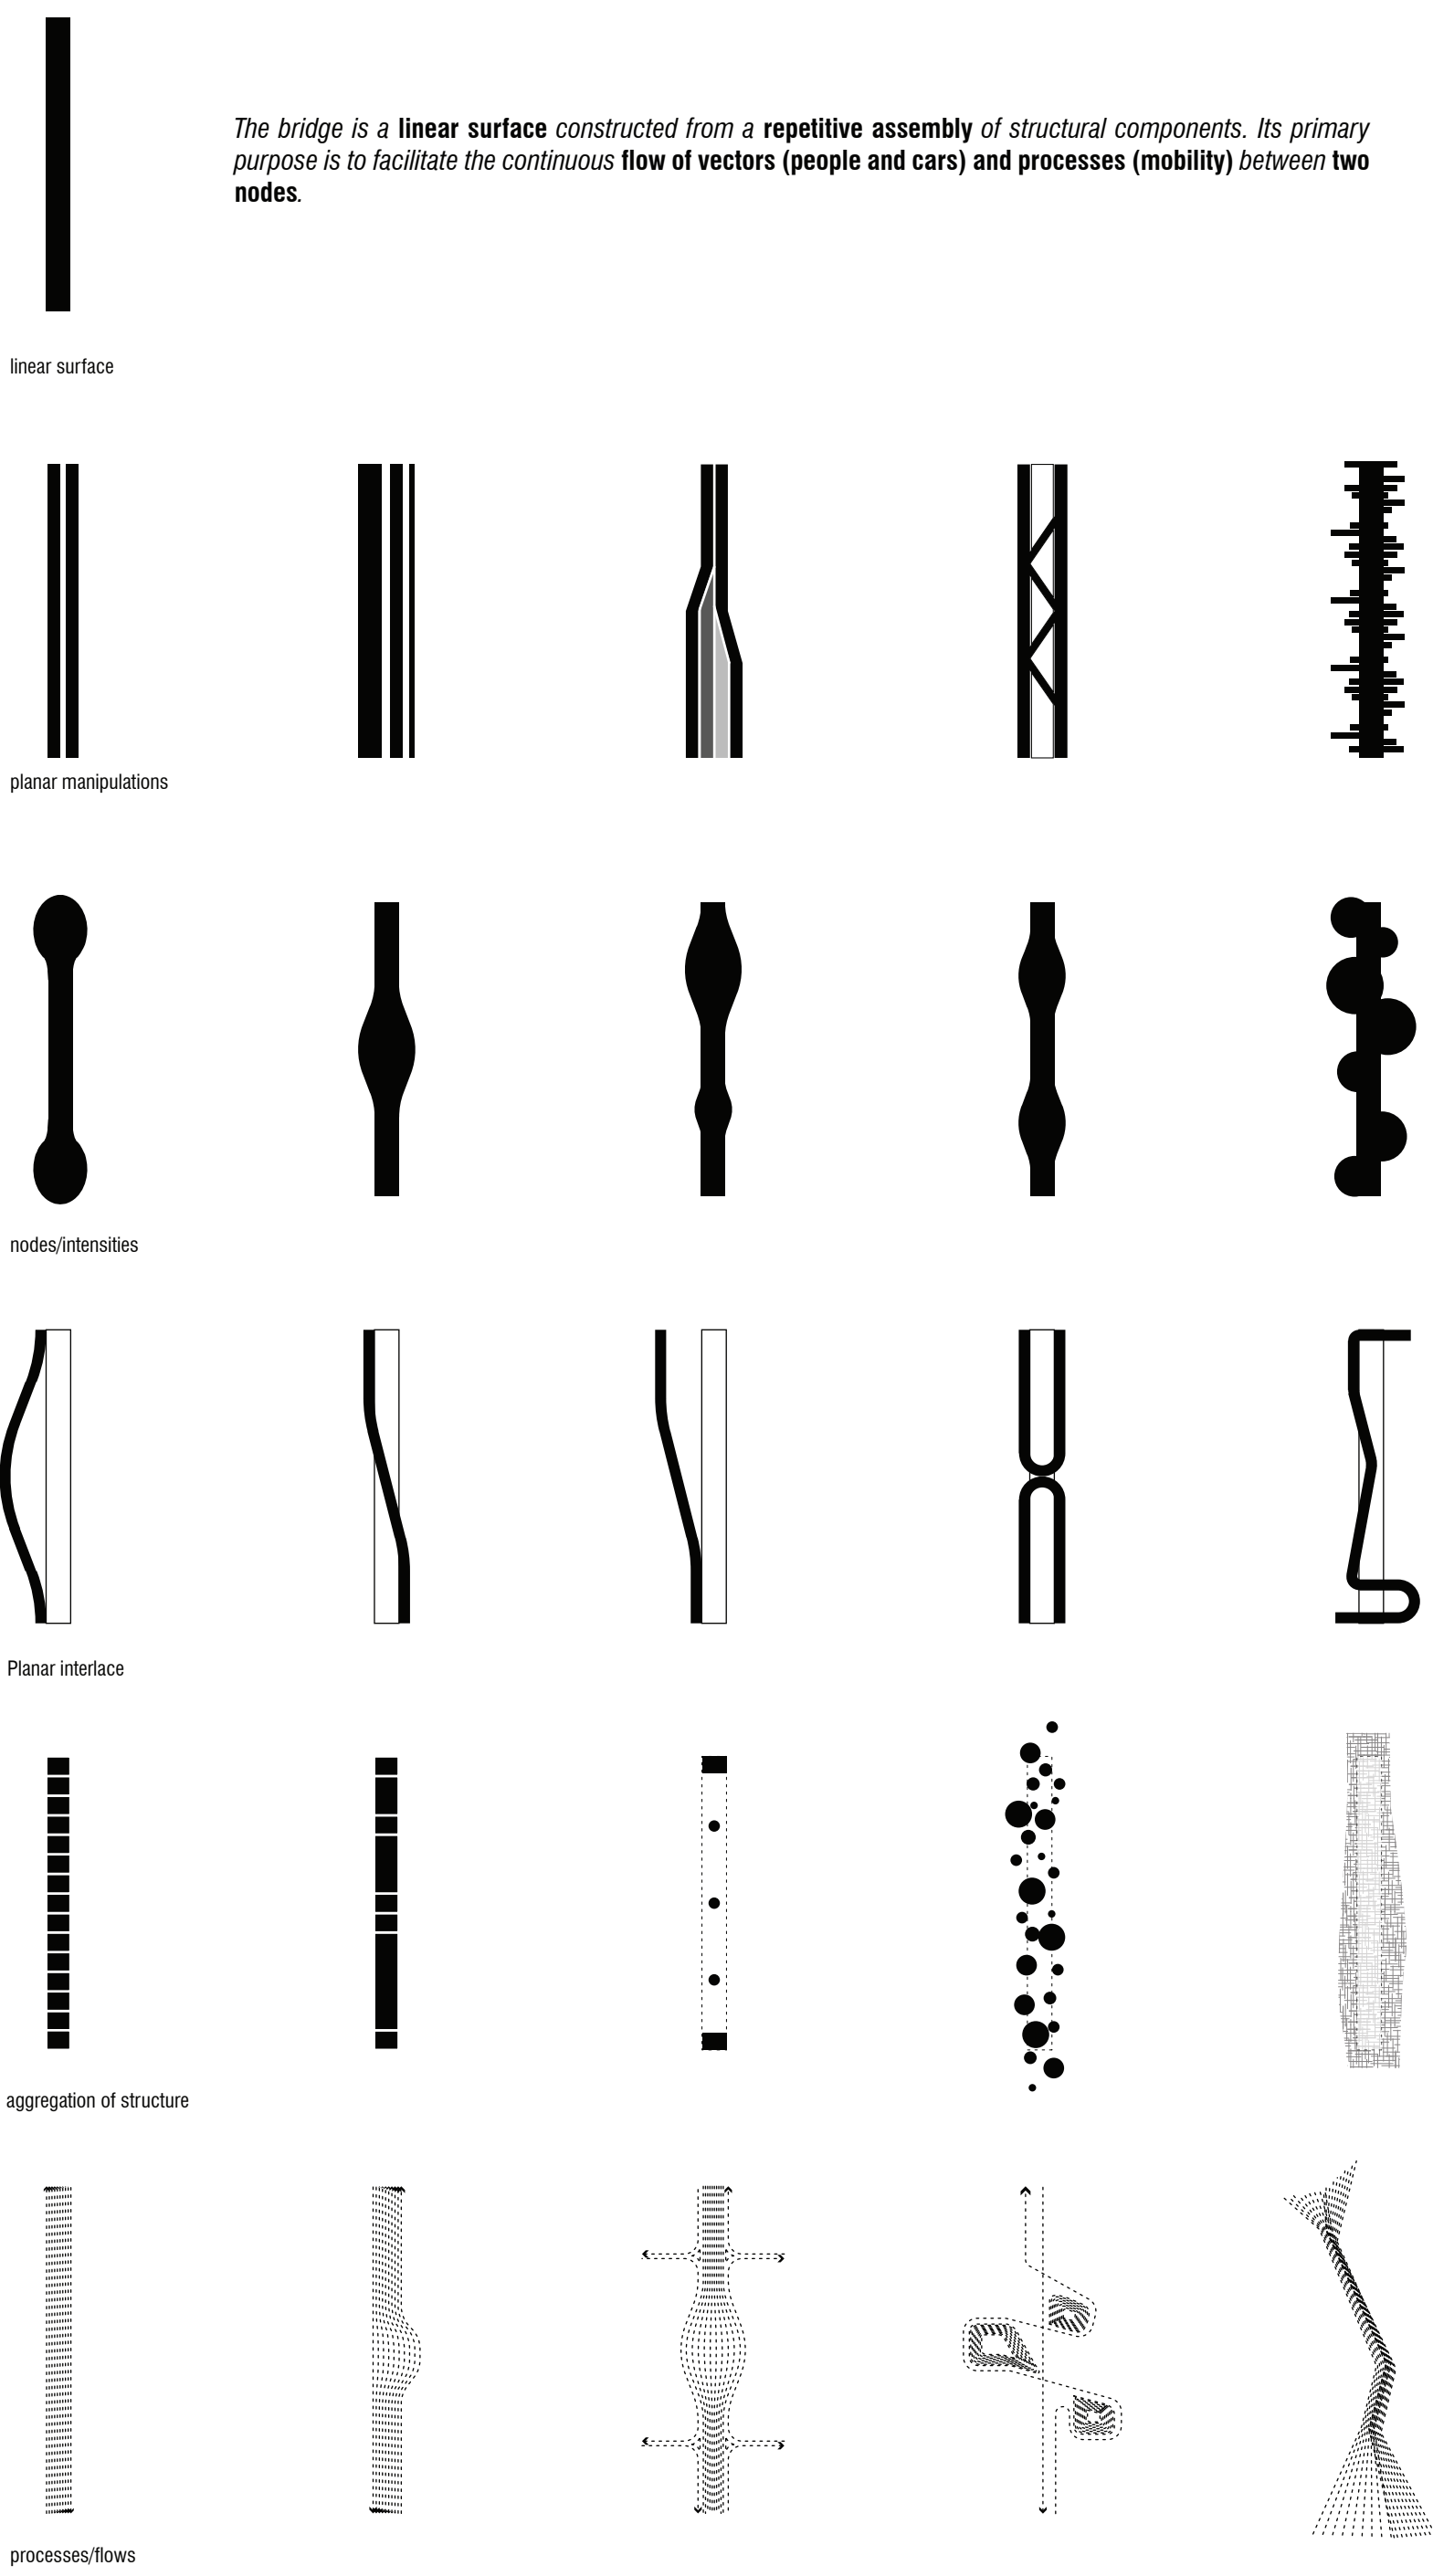 The bridge is a linear surface constructed from a repetitive assembly of structural components. Its primary
purpose is to facilitate the continuous flow of vectors (people and cars) and processes (mobility) between two
nodes.
linear surface
planar manipulations
nodes/intensities
Planar interlace
aggregation of structure
processes/flows